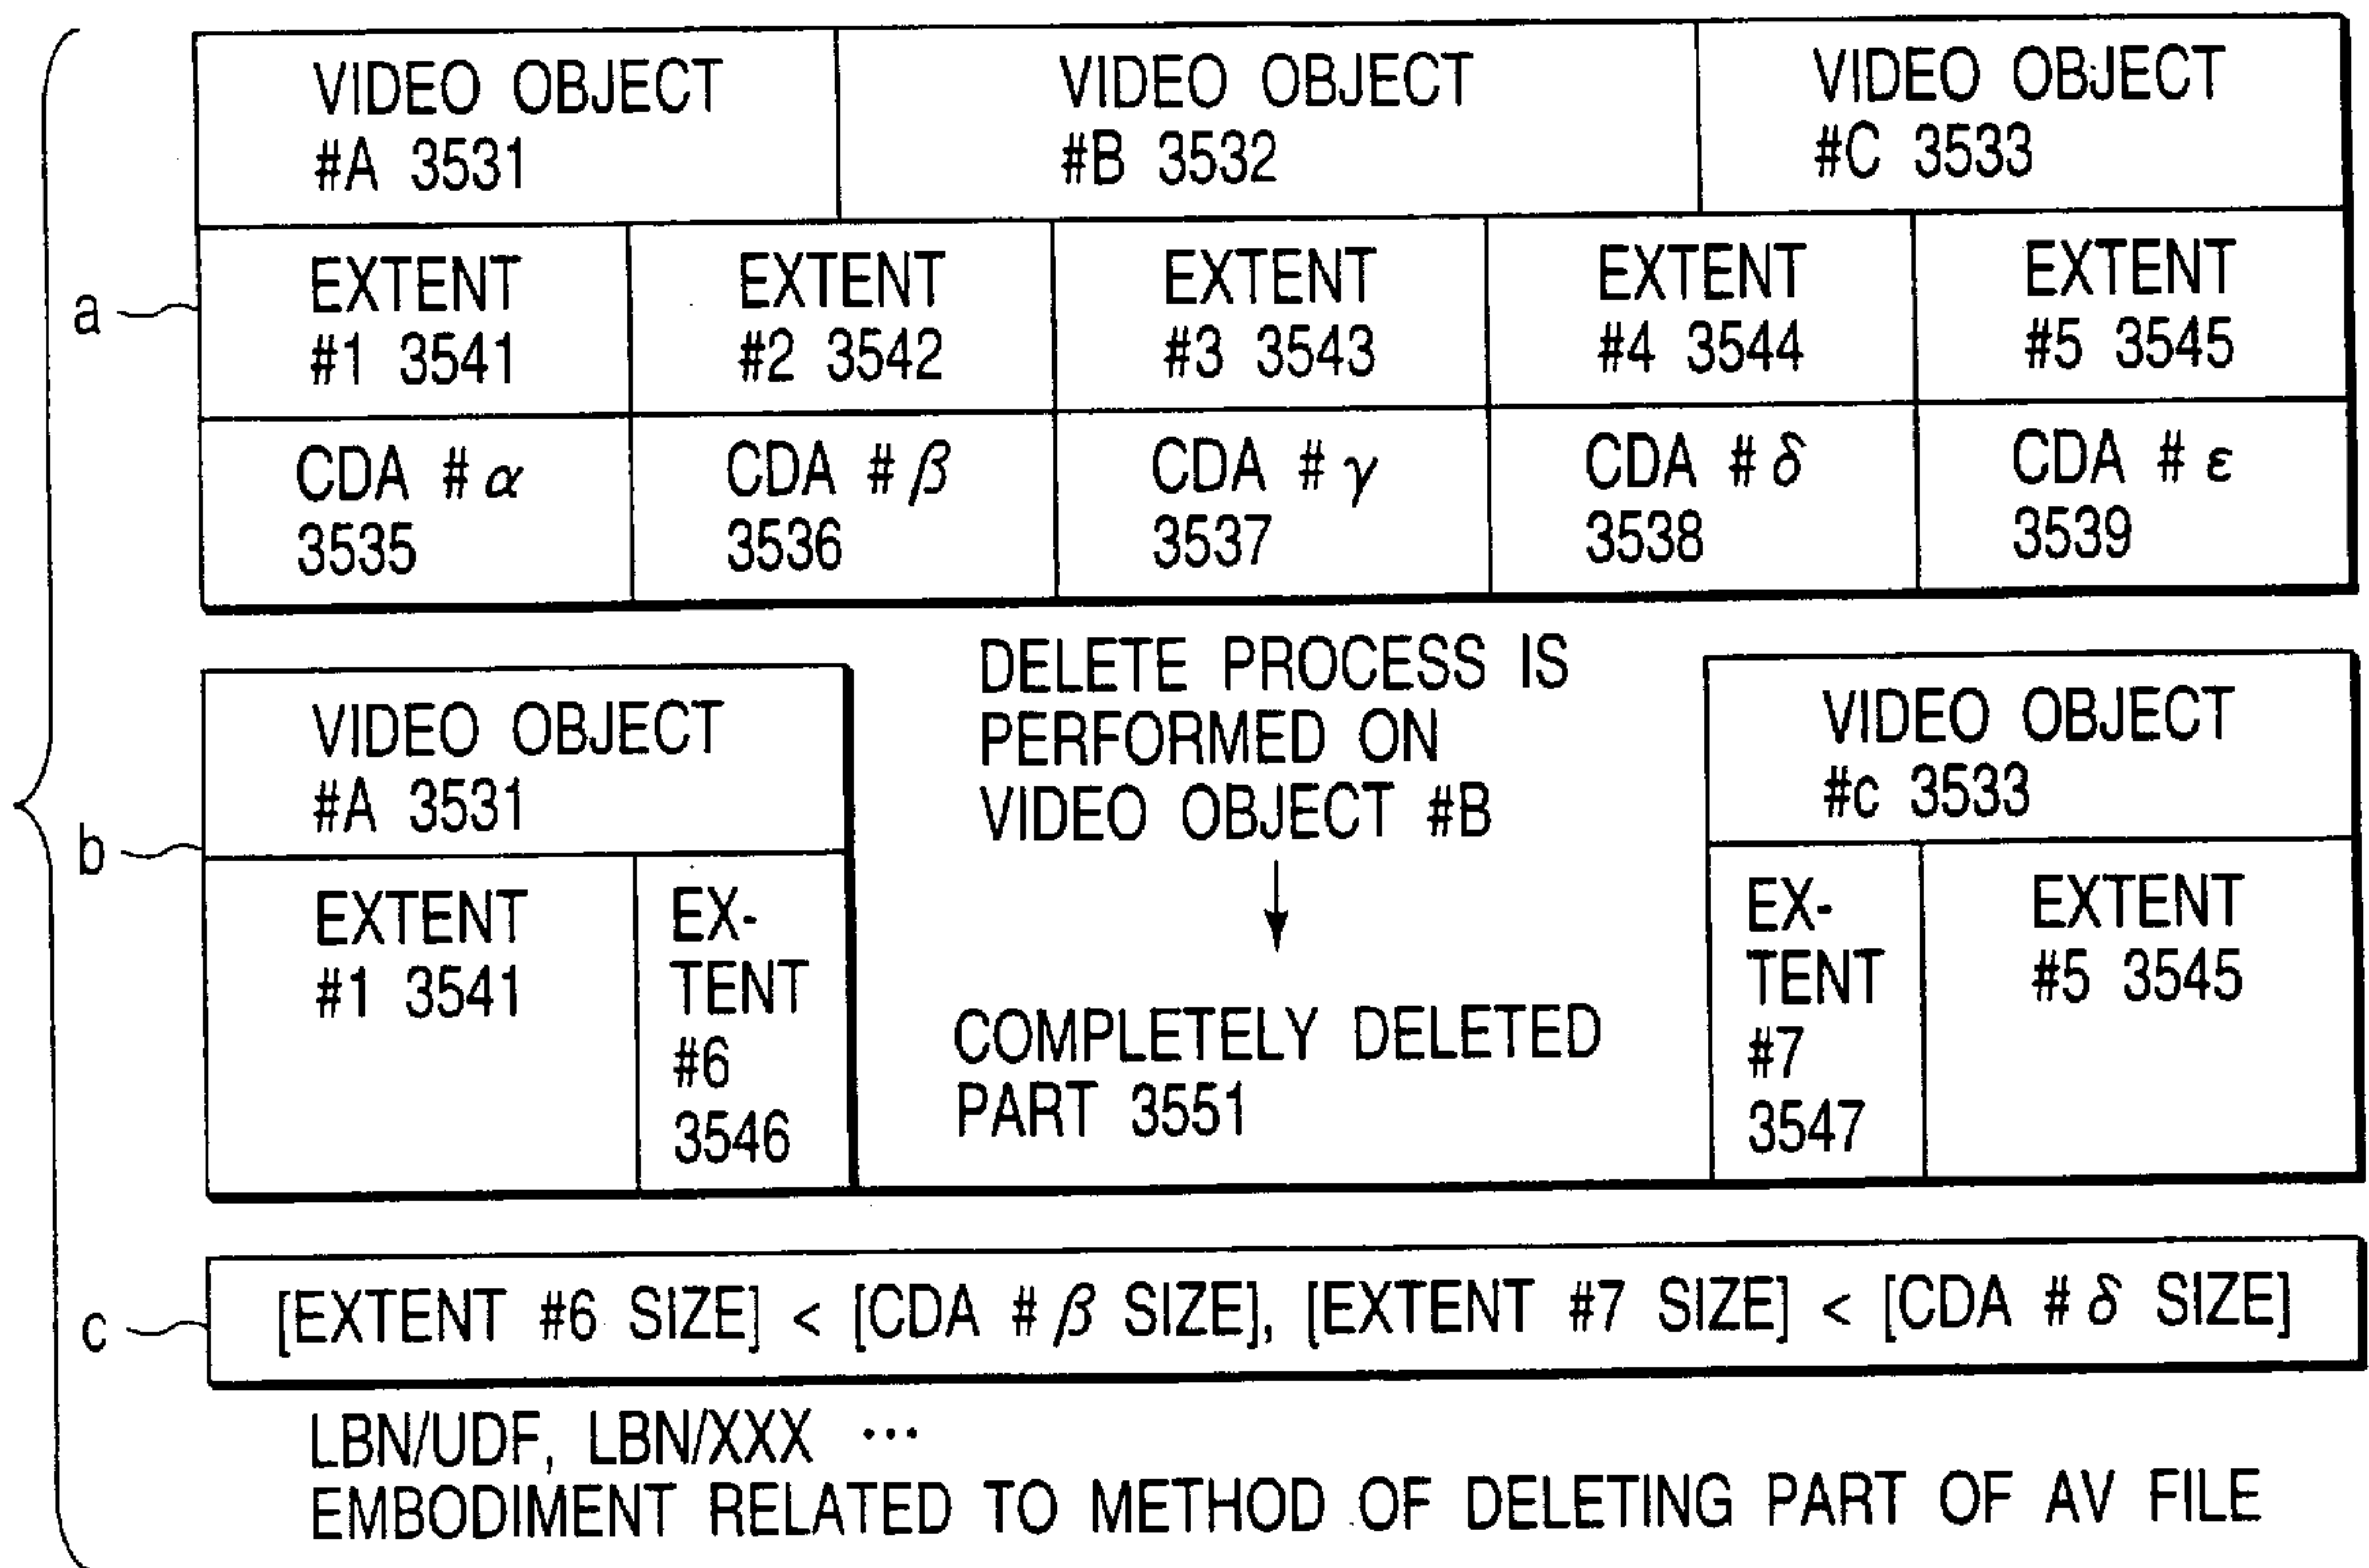 VIDEO OBJECT
#A 3531
VIDEO OBJECT
#B 3532
VIDEO OBJECT
#C 3533
a
EXTENT
#1 3541
EXTENT
#2 3542
EXTENT
#3 3543
EXTENT
#4 3544
EXTENT
#5 3545
CDA #α
3535
CDA #β
3536
CDA #γ
3537
CDA #δ
3538
CDA #ε
3539
b
VIDEO OBJECT
#A 3531
EXTENT
#1 3541
EX-
TENT
#6
3546
DELETE PROCESS IS
PERFORMED ON
VIDEO OBJECT #B
COMPLETELY DELETED
PART 3551
VIDEO OBJECT
#c 3533
EX-
TENT
#7
3547
EXTENT
#5 3545
c
[EXTENT #6 SIZE] < [CDA #β SIZE], [EXTENT #7 SIZE] < [CDA #δ SIZE]
LBN/UDF, LBN/XXX ···
EMBODIMENT RELATED TO METHOD OF DELETING PART OF AV FILE